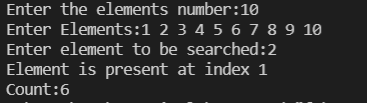 Enter the elements number:10
Enter Elements:1 2 3 4 5 6 7 8 9 10
Enter element to be searched:2
Element is present at index 1
Count:6